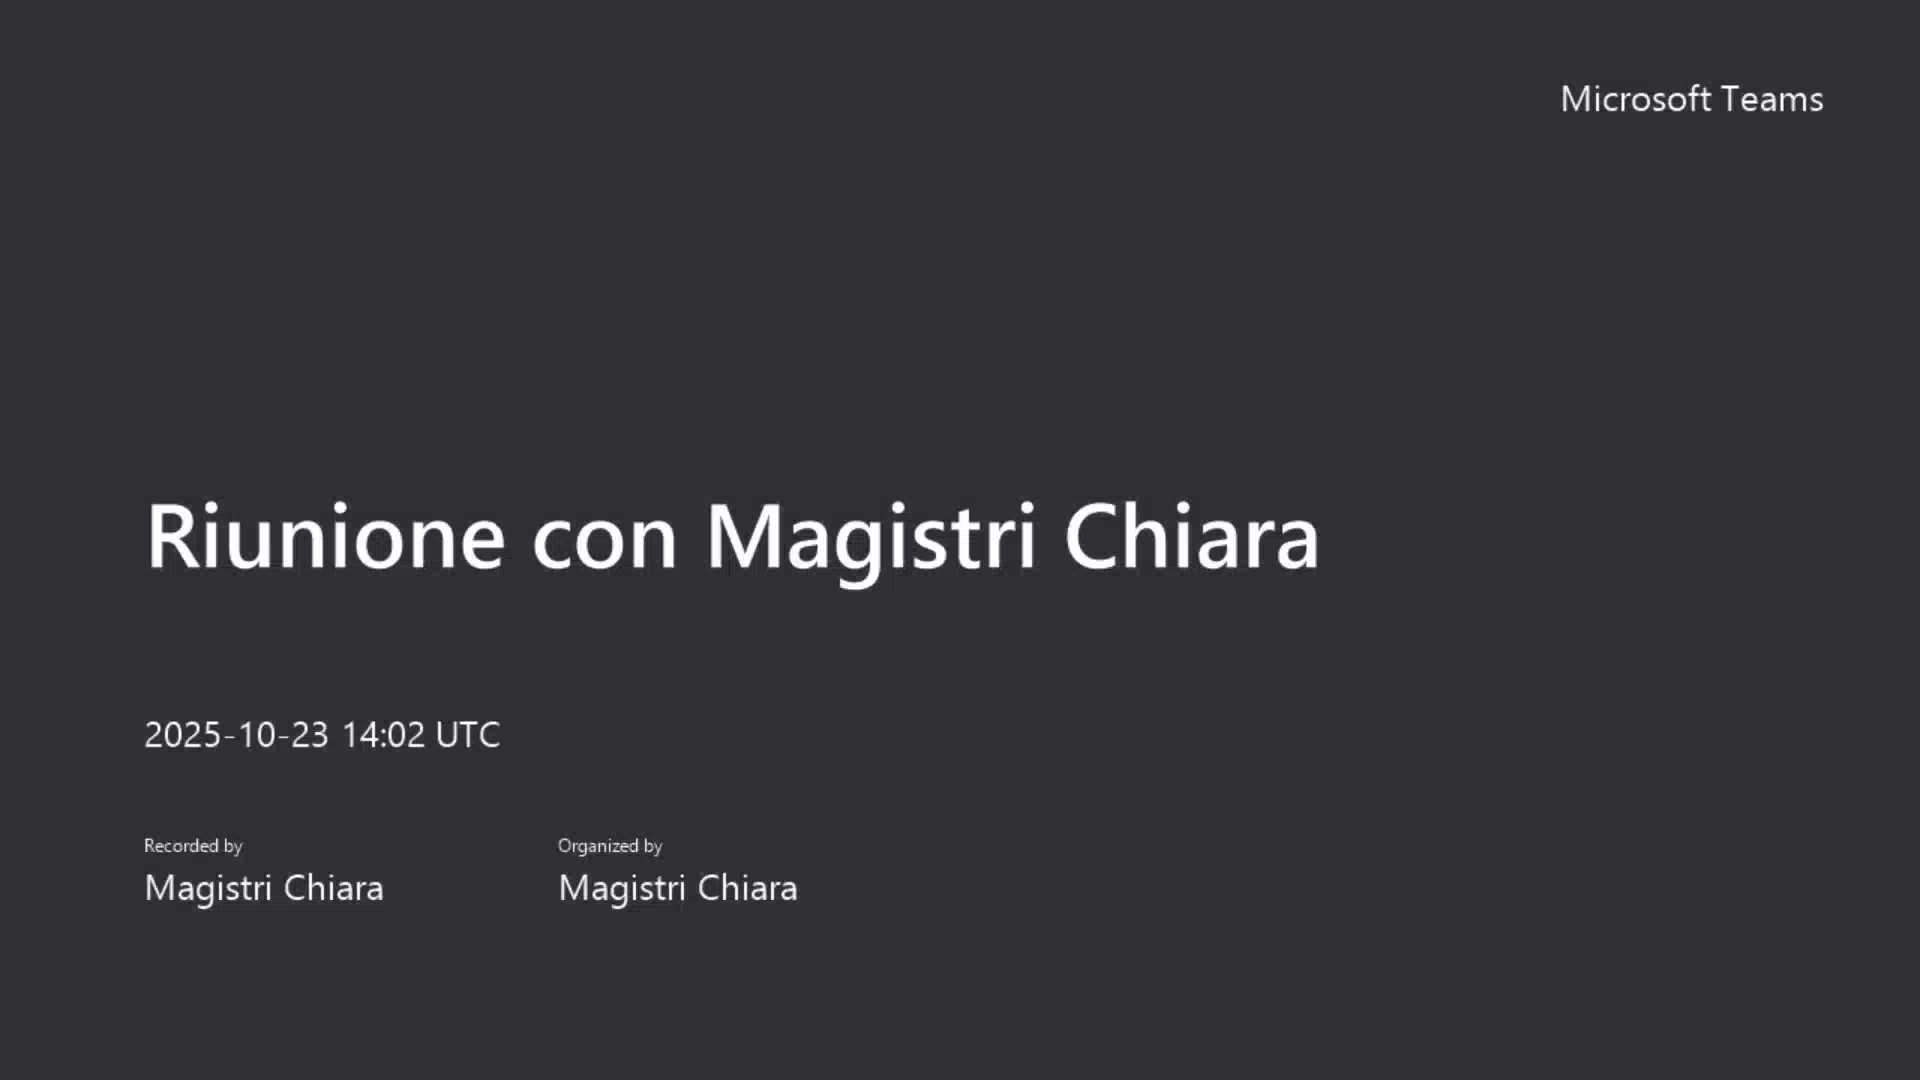 Microsoft Teams
Riunione con Magistri Chiara
2025-10-23 14:02 UTC
Recorded by
Magistri Chiara
Organized by
Magistri Chiara